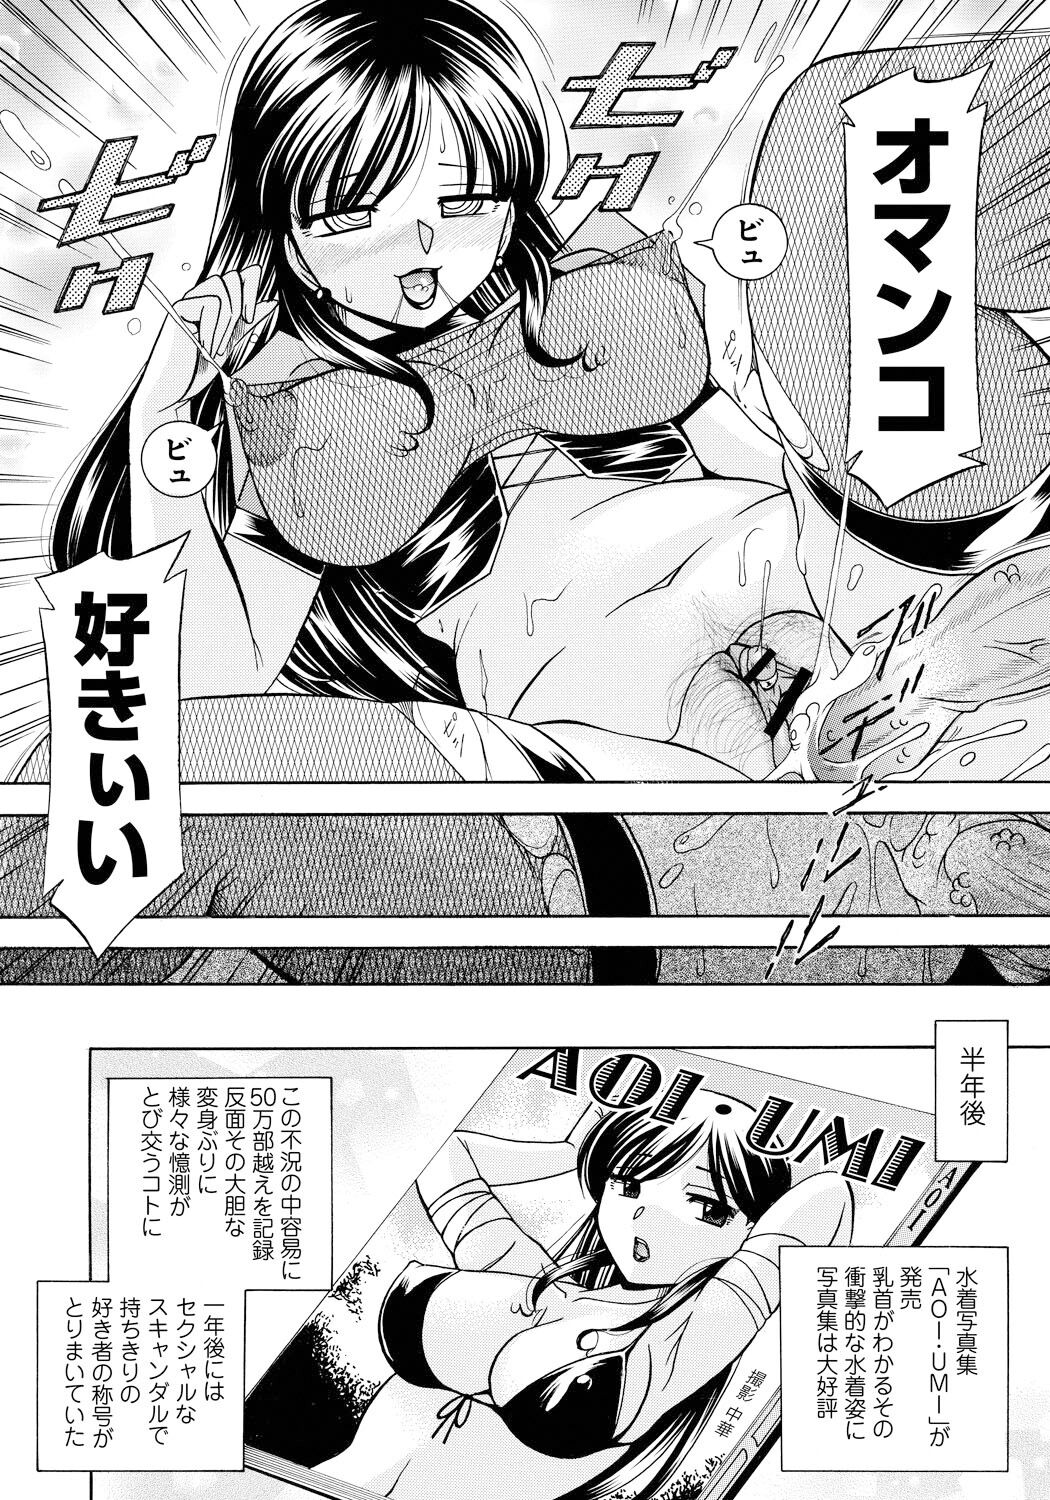 オマンコ
ビク
ビク
ビュ
ビュ
好きぃい
半年後
AOI・UMI
AOI
撮影 中華
水着写真集
「AOI・UMI」が
発売
乳首がわかるその
衝撃的な水着姿に
写真集は大好評
この不況の中容易に
50万部越えを記録
反面その大胆な
変身ぶりに
様々な憶測が
とび交うコトに
一年後には
セクシャルな
スキャンダルで
持ちきりの
好き者の称号が
とりまいていた